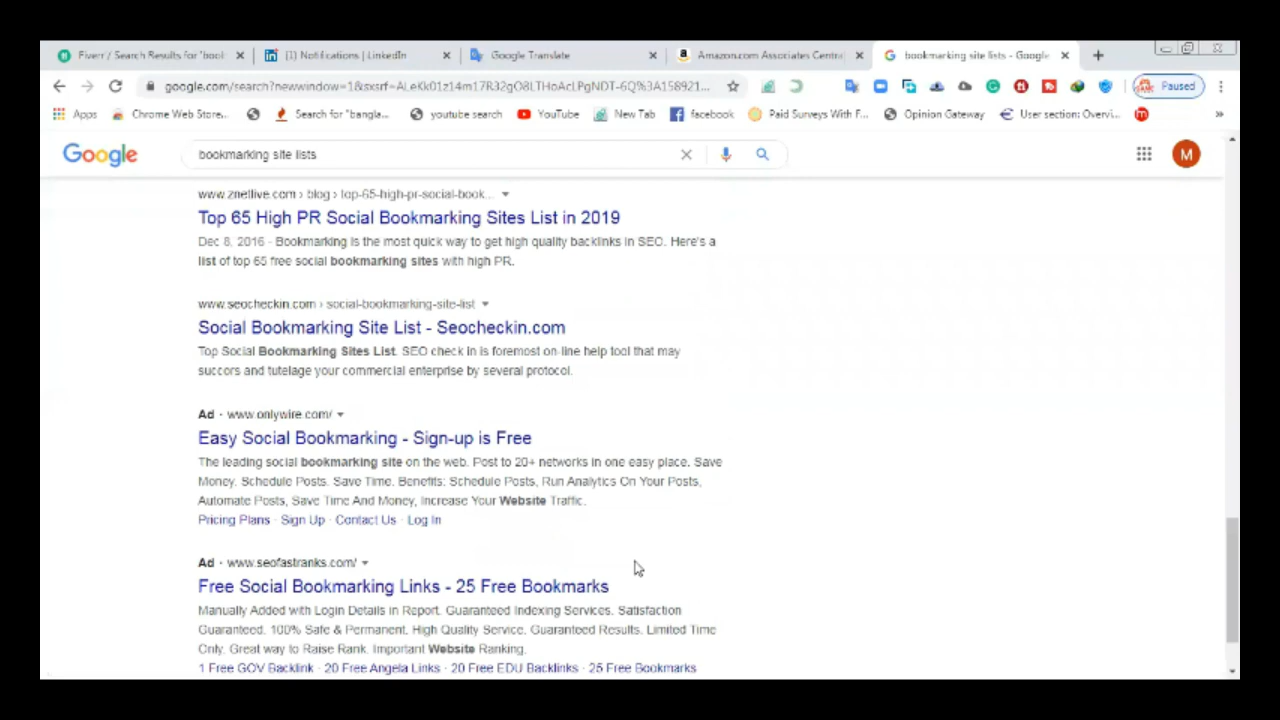 Fiverr / Search Results for "bool
(1) Notifications | LinkedIn
Google Translate
Amazon.com Associates Central
bookmarking site lists - Google
google.com/search?newwindow=1&sxsrf=ALeKk01z14m17R32gO8LTHoAcLPgNDT-6Q%3A158921...
Paused
Apps
Chrome Web Store...
Search for "bangla...
youtube search
YouTube
New Tab
facebook
Paid Surveys With F...
Opinion Gateway
User section: Overvi...
»
Google
bookmarking site lists
M
www.znetlive.com › blog › top-65-high-pr-social-book...
Top 65 High PR Social Bookmarking Sites List in 2019
Dec 8, 2016 - Bookmarking is the most quick way to get high quality backlinks in SEO. Here's a
list of top 65 free social bookmarking sites with high PR.
www.seocheckin.com › social-bookmarking-site-list
Social Bookmarking Site List - Seocheckin.com
Top Social Bookmarking Sites List. SEO check in is foremost on-line help tool that may
succors and tutelage your commercial enterprise by several protocol.
Ad · www.onlywire.com/
Easy Social Bookmarking - Sign-up is Free
The leading social bookmarking site on the web. Post to 20+ networks in one easy place. Save
Money. Schedule Posts. Save Time. Benefits: Schedule Posts, Run Analytics On Your Posts,
Automate Posts, Save Time And Money, Increase Your Website Traffic.
Pricing Plans · Sign Up · Contact Us · Log In
Ad · www.seofastranks.com/
Free Social Bookmarking Links - 25 Free Bookmarks
Manually Added with Login Details in Report. Guaranteed Indexing Services. Satisfaction
Guaranteed. 100% Safe & Permanent. High Quality Service. Guaranteed Results. Limited Time
Only. Great way to Raise Rank. Important Website Ranking.
1 Free GOV Backlink · 20 Free Angela Links · 20 Free EDU Backlinks · 25 Free Bookmarks